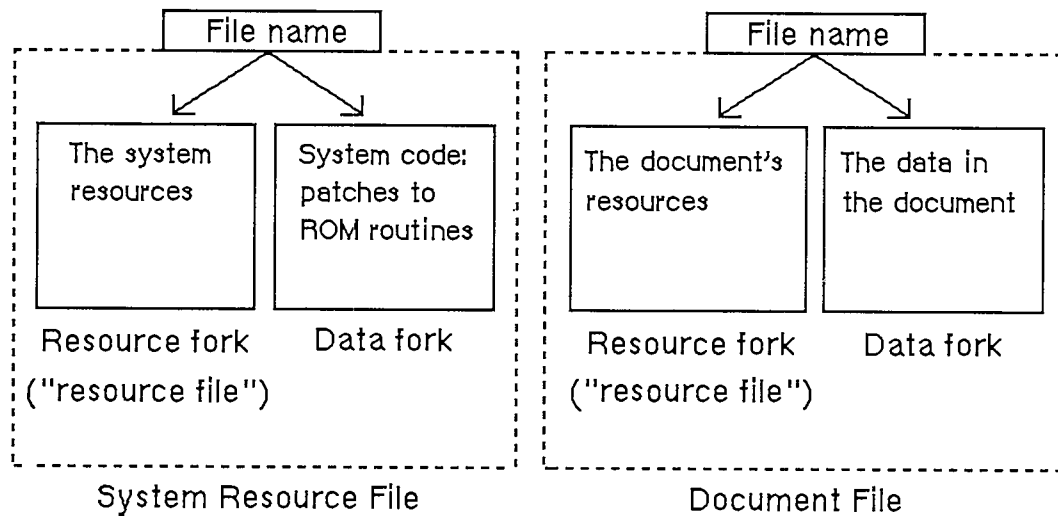 File name
The system
resources
System code:
patches to
ROM routines
Resource fork
("resource file")
Data fork
System Resource File
File name
The document's
resources
The data in
the document
Resource fork
("resource file")
Data fork
Document File